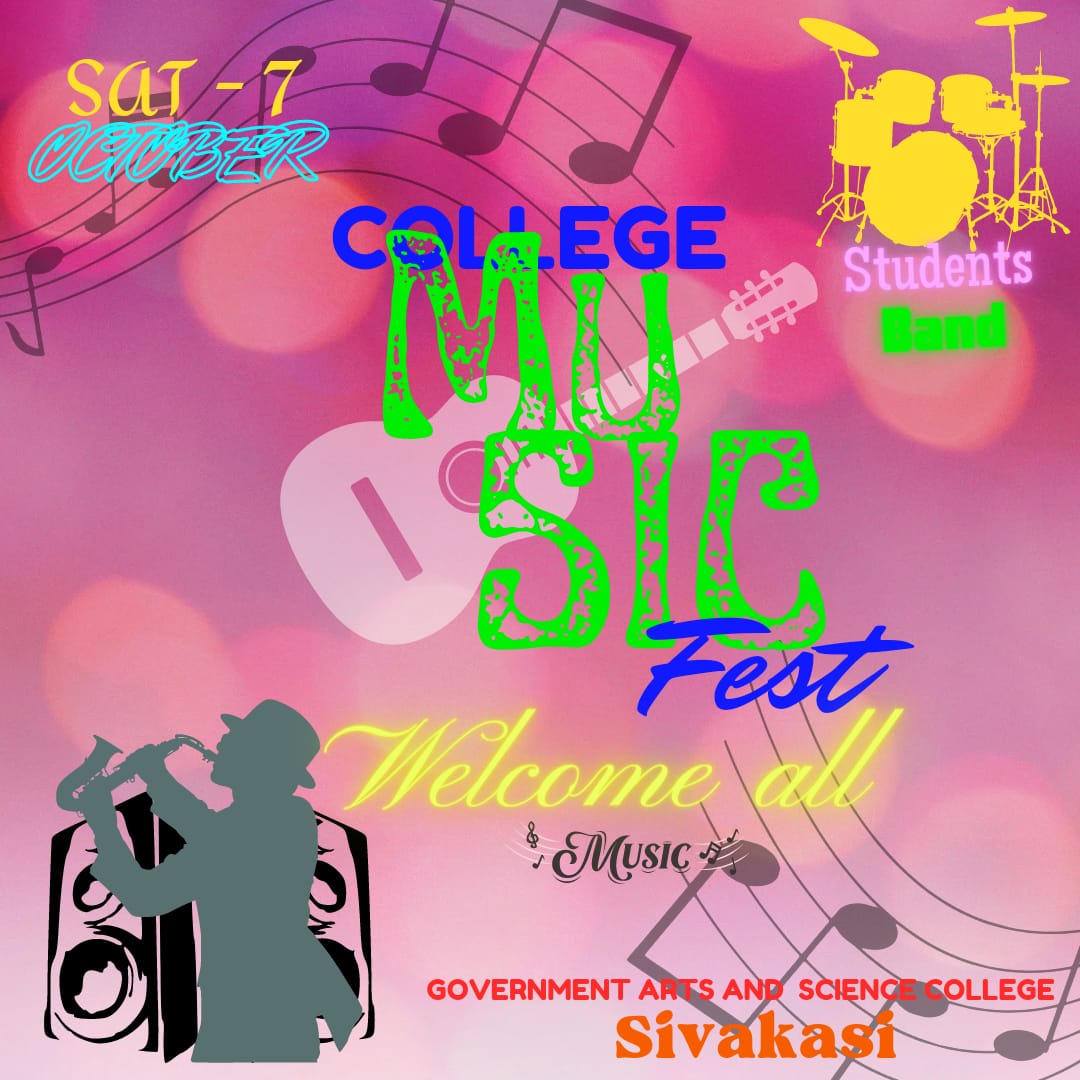 SAT - 7
OCTOBER
Students
Band
COLLEGE
MU
SIC
Fest
Welcome all
MUSIC
GOVERNMENT ARTS AND SCIENCE COLLEGE
Sivakasi